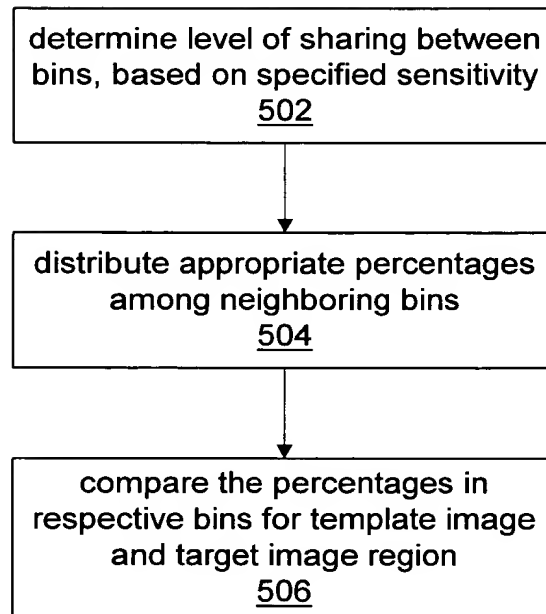 determine level of sharing between
bins, based on specified sensitivity
502
distribute appropriate percentages
among neighboring bins
504
compare the percentages in
respective bins for template image
and target image region
506